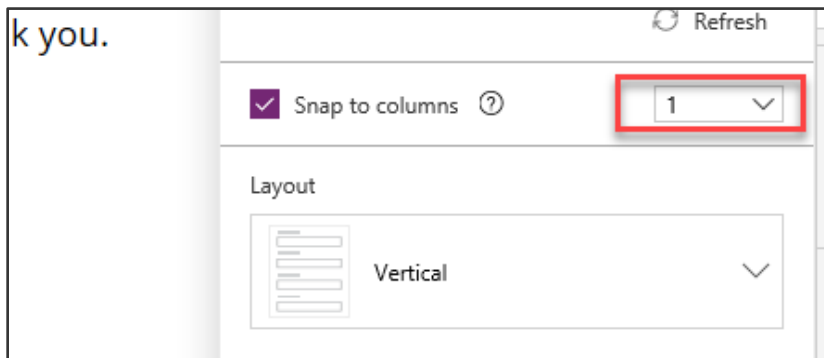 k you.
Refresh
Snap to columns ?
1
Layout
Vertical